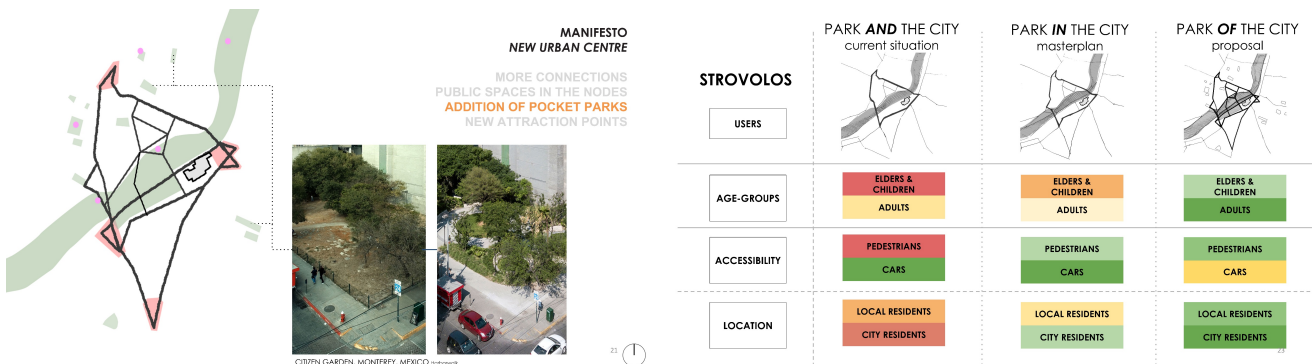 MANIFESTO
NEW URBAN CENTRE
MORE CONNECTIONS
PUBLIC SPACES IN THE NODES
ADDITION OF POCKET PARKS
NEW ATTRACTION POINTS
CITIZEN GARDEN, MONTEREY, MEXICO
21
PARK AND THE CITY
current situation
PARK IN THE CITY
masterplan
PARK OF THE CITY
proposal
STROVOLOS
USERS
AGE-GROUPS
ELDERS &
CHILDREN
ADULTS
ELDERS &
CHILDREN
ADULTS
ELDERS &
CHILDREN
ADULTS
ACCESSIBILITY
PEDESTRIANS
CARS
PEDESTRIANS
CARS
PEDESTRIANS
CARS
LOCATION
LOCAL RESIDENTS
CITY RESIDENTS
LOCAL RESIDENTS
CITY RESIDENTS
LOCAL RESIDENTS
CITY RESIDENTS
23